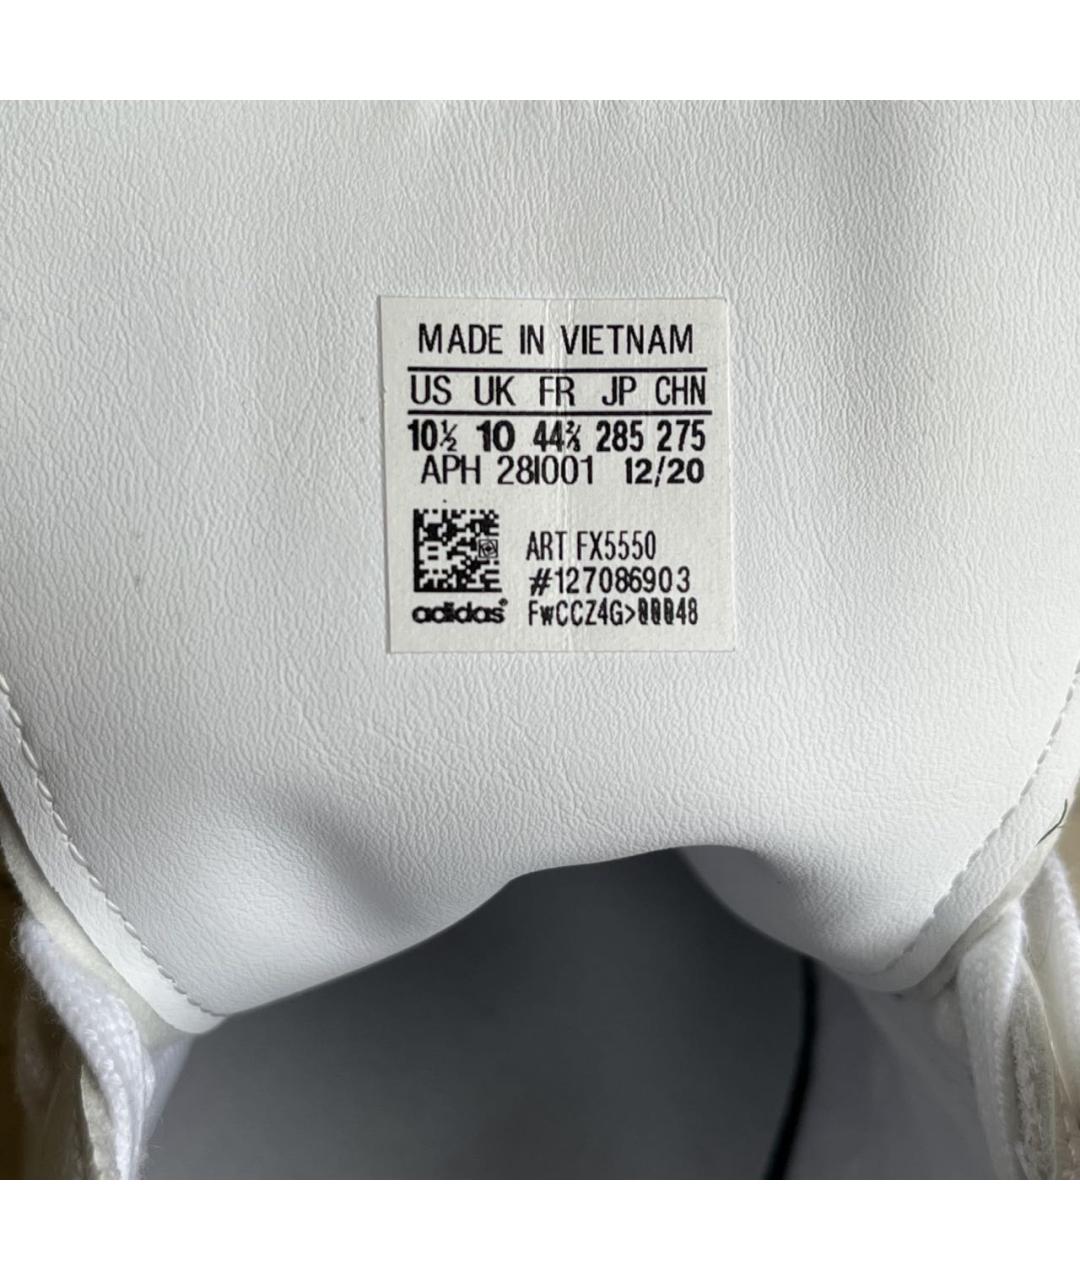 MADE IN VIETNAM
US UK FR JP CHN
10½ 10 44⅔ 285 275
APH 28I001 12/20
ART FX5550
#127086903
adidas® FwCCZ4G>00048